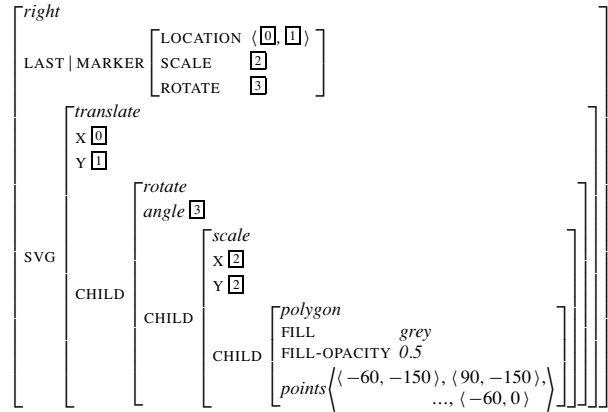 right
LAST | MARKER
LOCATION ⟨ 0, 1 ⟩
SCALE 2
ROTATE 3
SVG
translate
X 0
Y 1
CHILD
rotate
angle 3
CHILD
scale
X 2
Y 2
CHILD
polygon
FILL grey
FILL-OPACITY 0.5
points ⟨ ⟨ −60, −150 ⟩, ⟨ 90, −150 ⟩,
..., ⟨ −60, 0 ⟩ ⟩